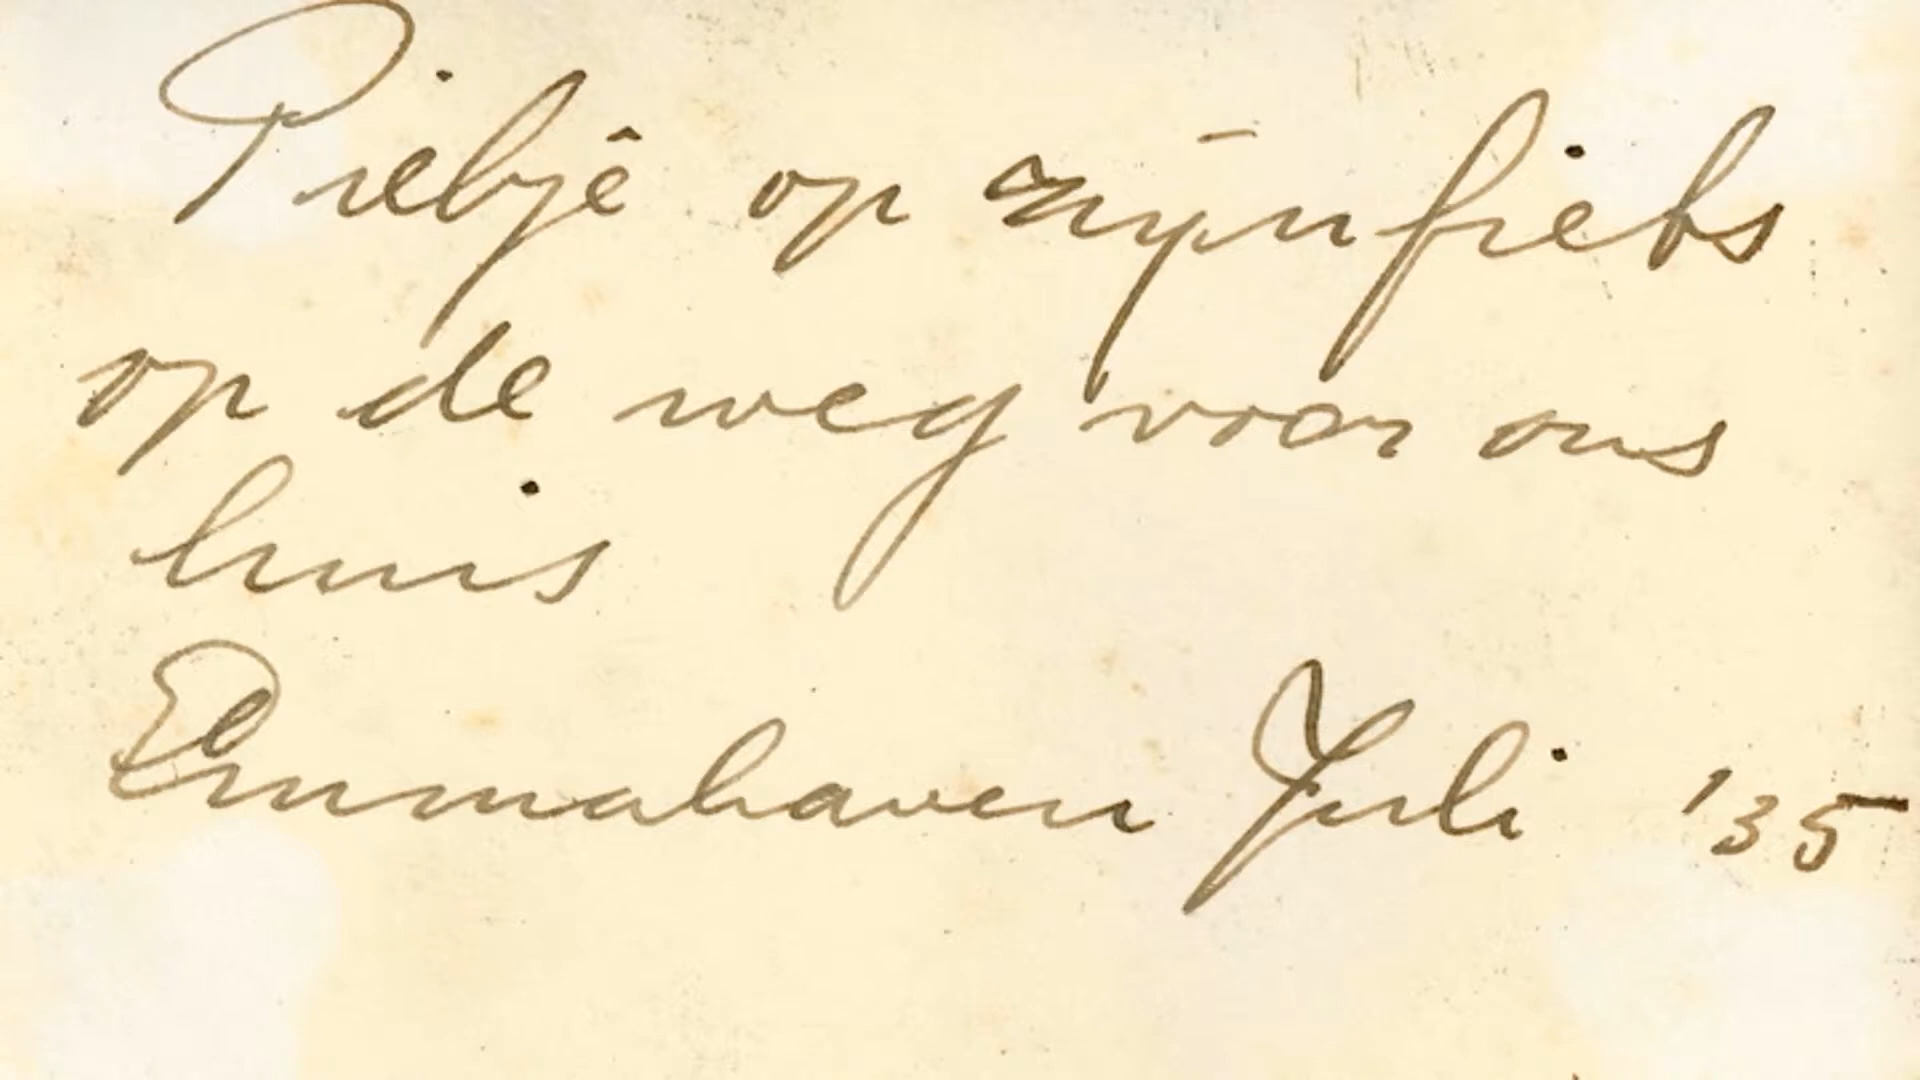 Pietje op zijn fiets
op de weg voor ons
huis
Emmahaven Juli '35